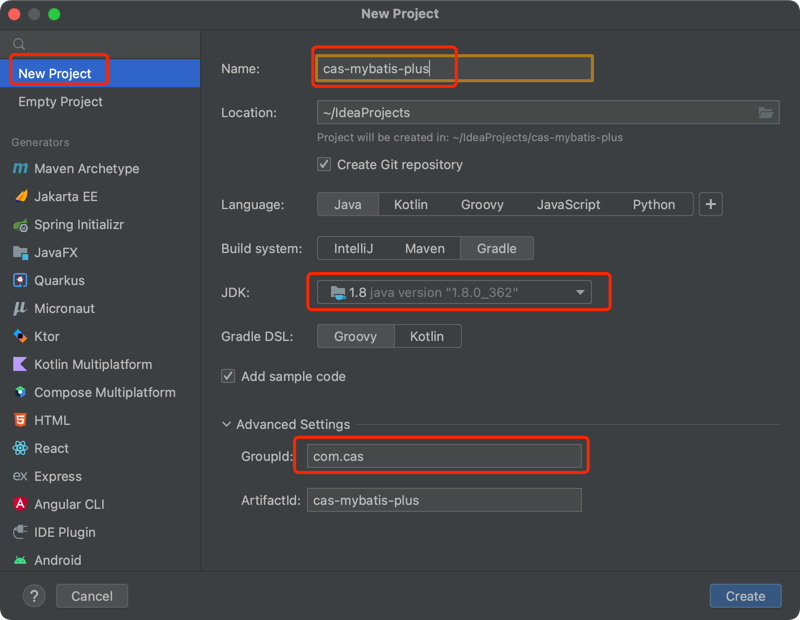 New Project
New Project
Empty Project
Generators
Maven Archetype
Jakarta EE
Spring Initializr
JavaFX
Quarkus
Micronaut
Ktor
Kotlin Multiplatform
Compose Multiplatform
HTML
React
Express
Angular CLI
IDE Plugin
Android
Name: cas-mybatis-plus
Location: ~/IdeaProjects
Project will be created in: ~/IdeaProjects/cas-mybatis-plus
Create Git repository
Language: Java Kotlin Groovy JavaScript Python +
Build system: IntelliJ Maven Gradle
JDK: 1.8 java version "1.8.0_362"
Gradle DSL: Groovy Kotlin
Add sample code
Advanced Settings
GroupId: com.cas
ArtifactId: cas-mybatis-plus
? Cancel Create